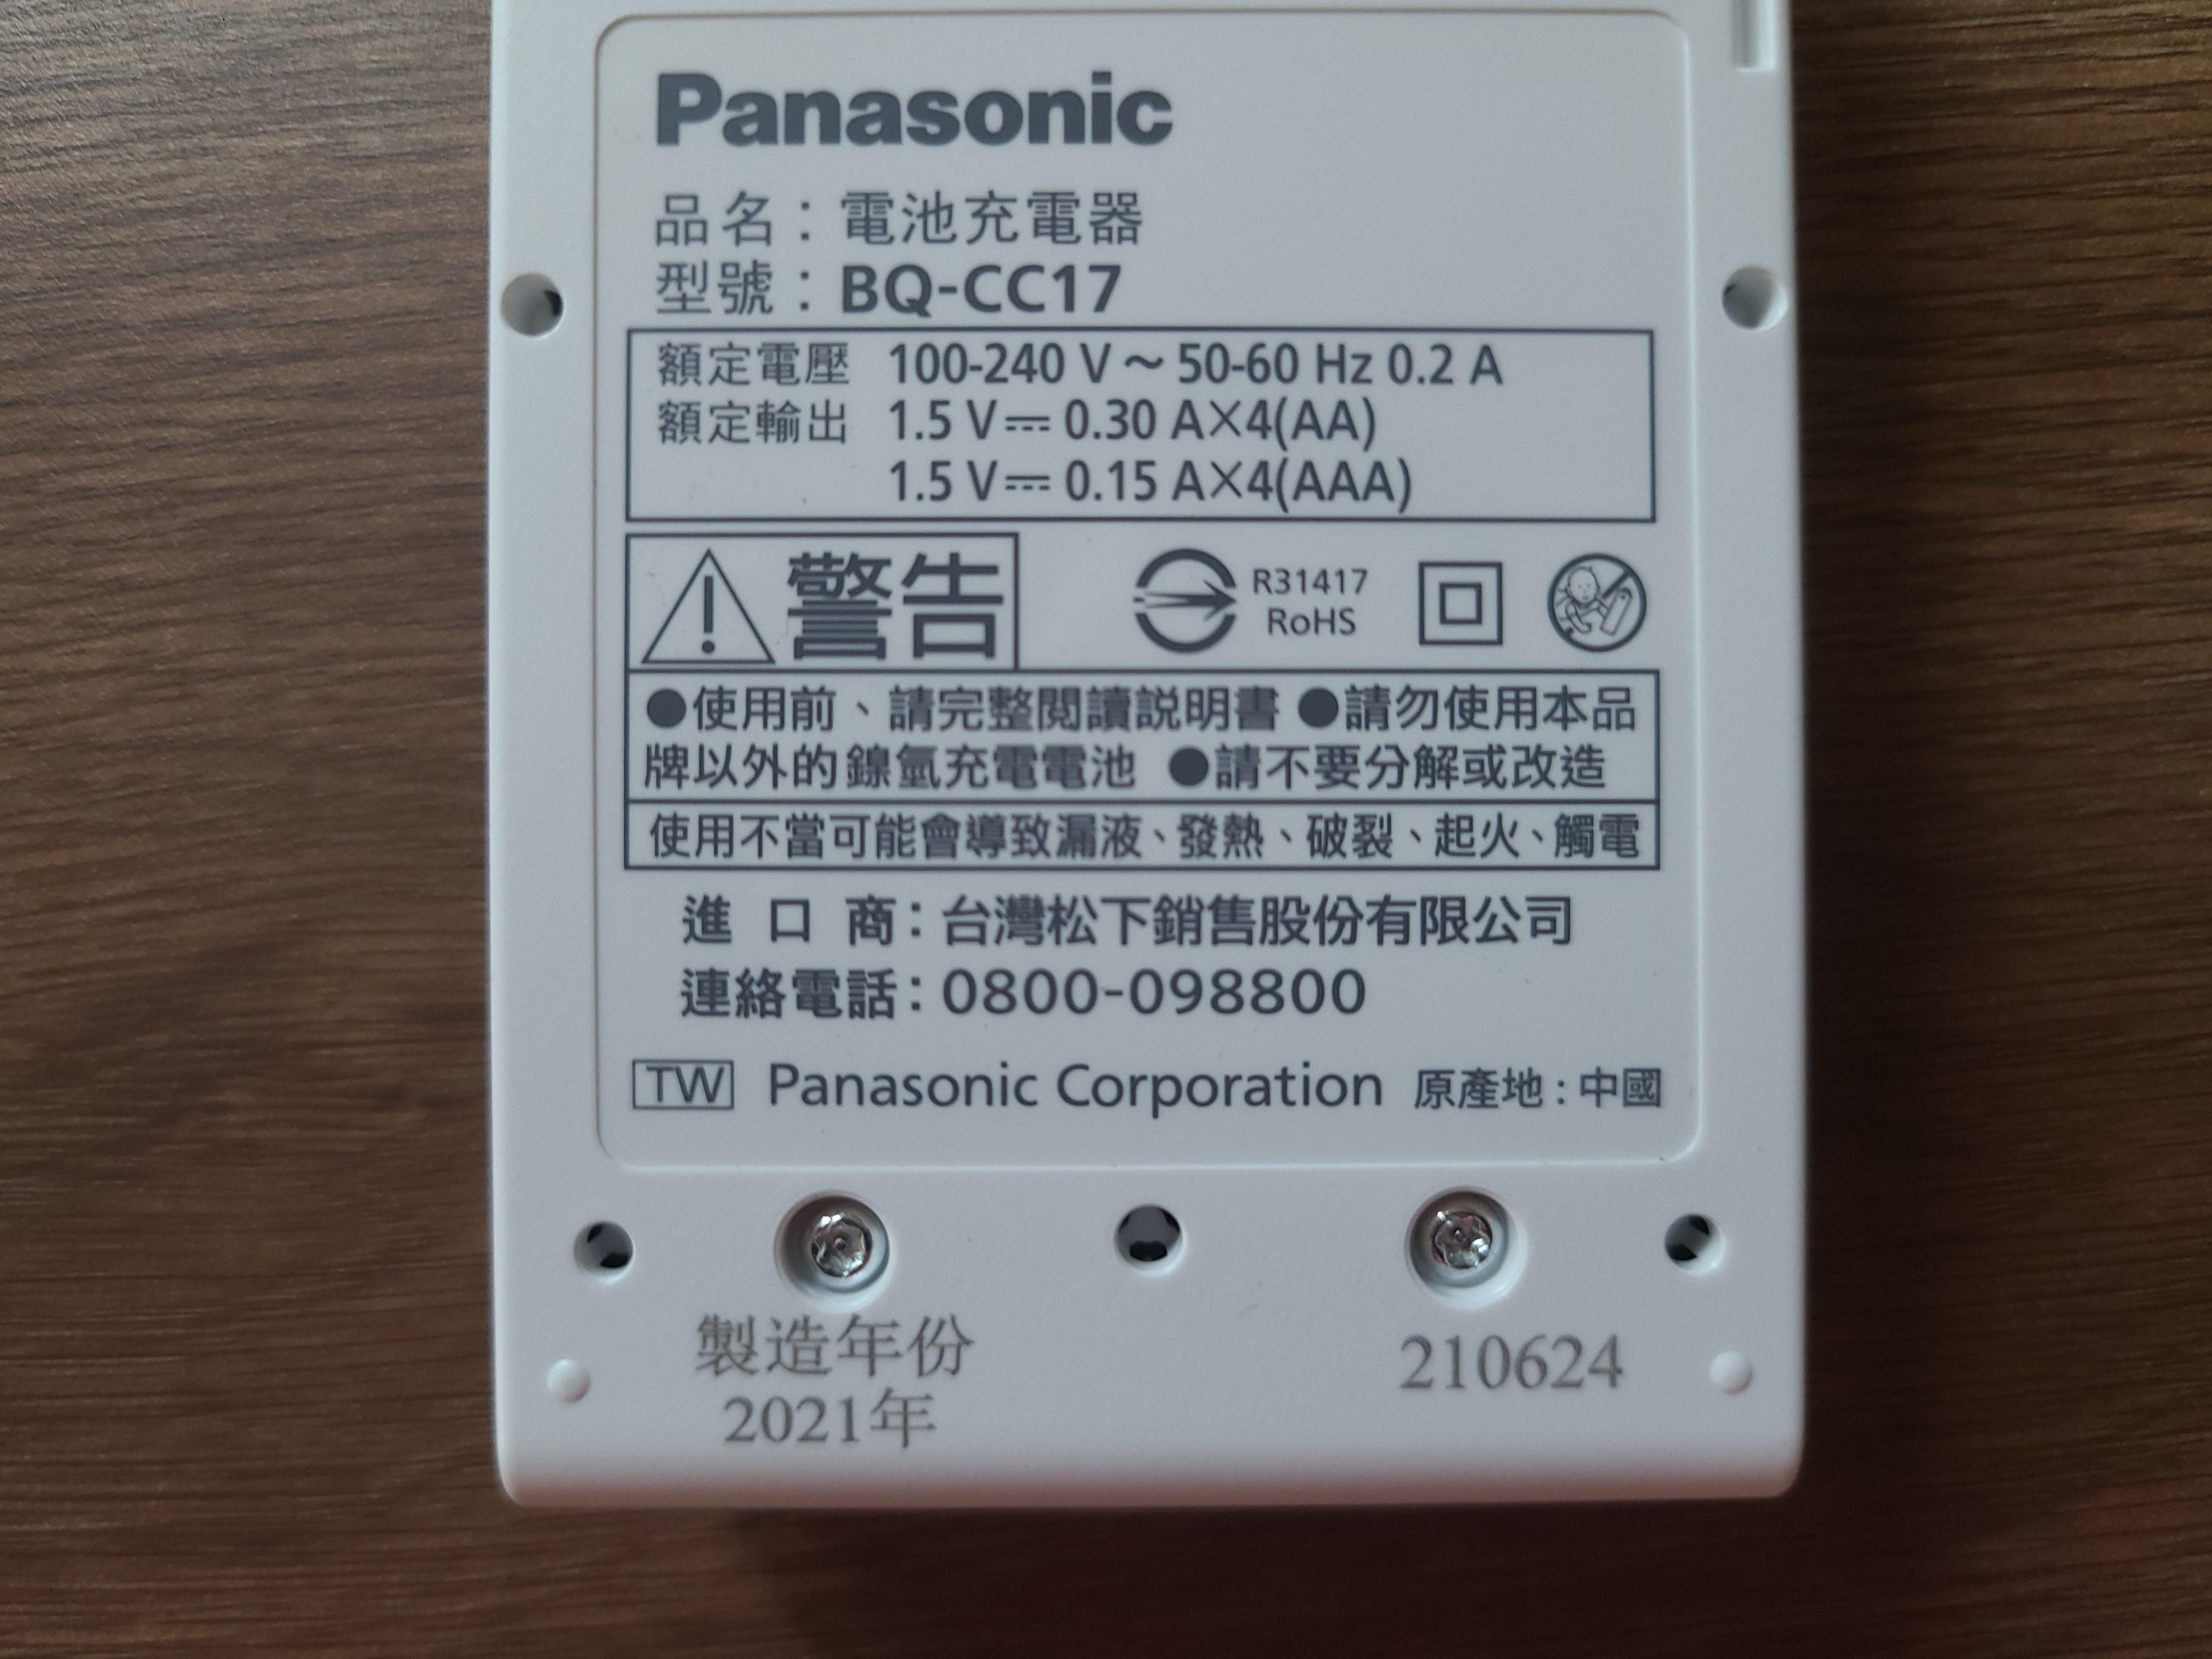 Panasonic
品名：電池充電器
型號：BQ-CC17
額定電壓 100-240 V～50-60 Hz 0.2 A
額定輸出 1.5 V⎓0.30 A×4(AA)
1.5 V⎓0.15 A×4(AAA)
警告
R31417
RoHS
●使用前、請完整閱讀説明書 ●請勿使用本品
牌以外的鎳氫充電電池 ●請不要分解或改造
使用不當可能會導致漏液、發熱、破裂、起火、觸電
進口商：台灣松下銷售股份有限公司
連絡電話：0800-098800
TW Panasonic Corporation 原產地：中國
製造年份
2021年
210624